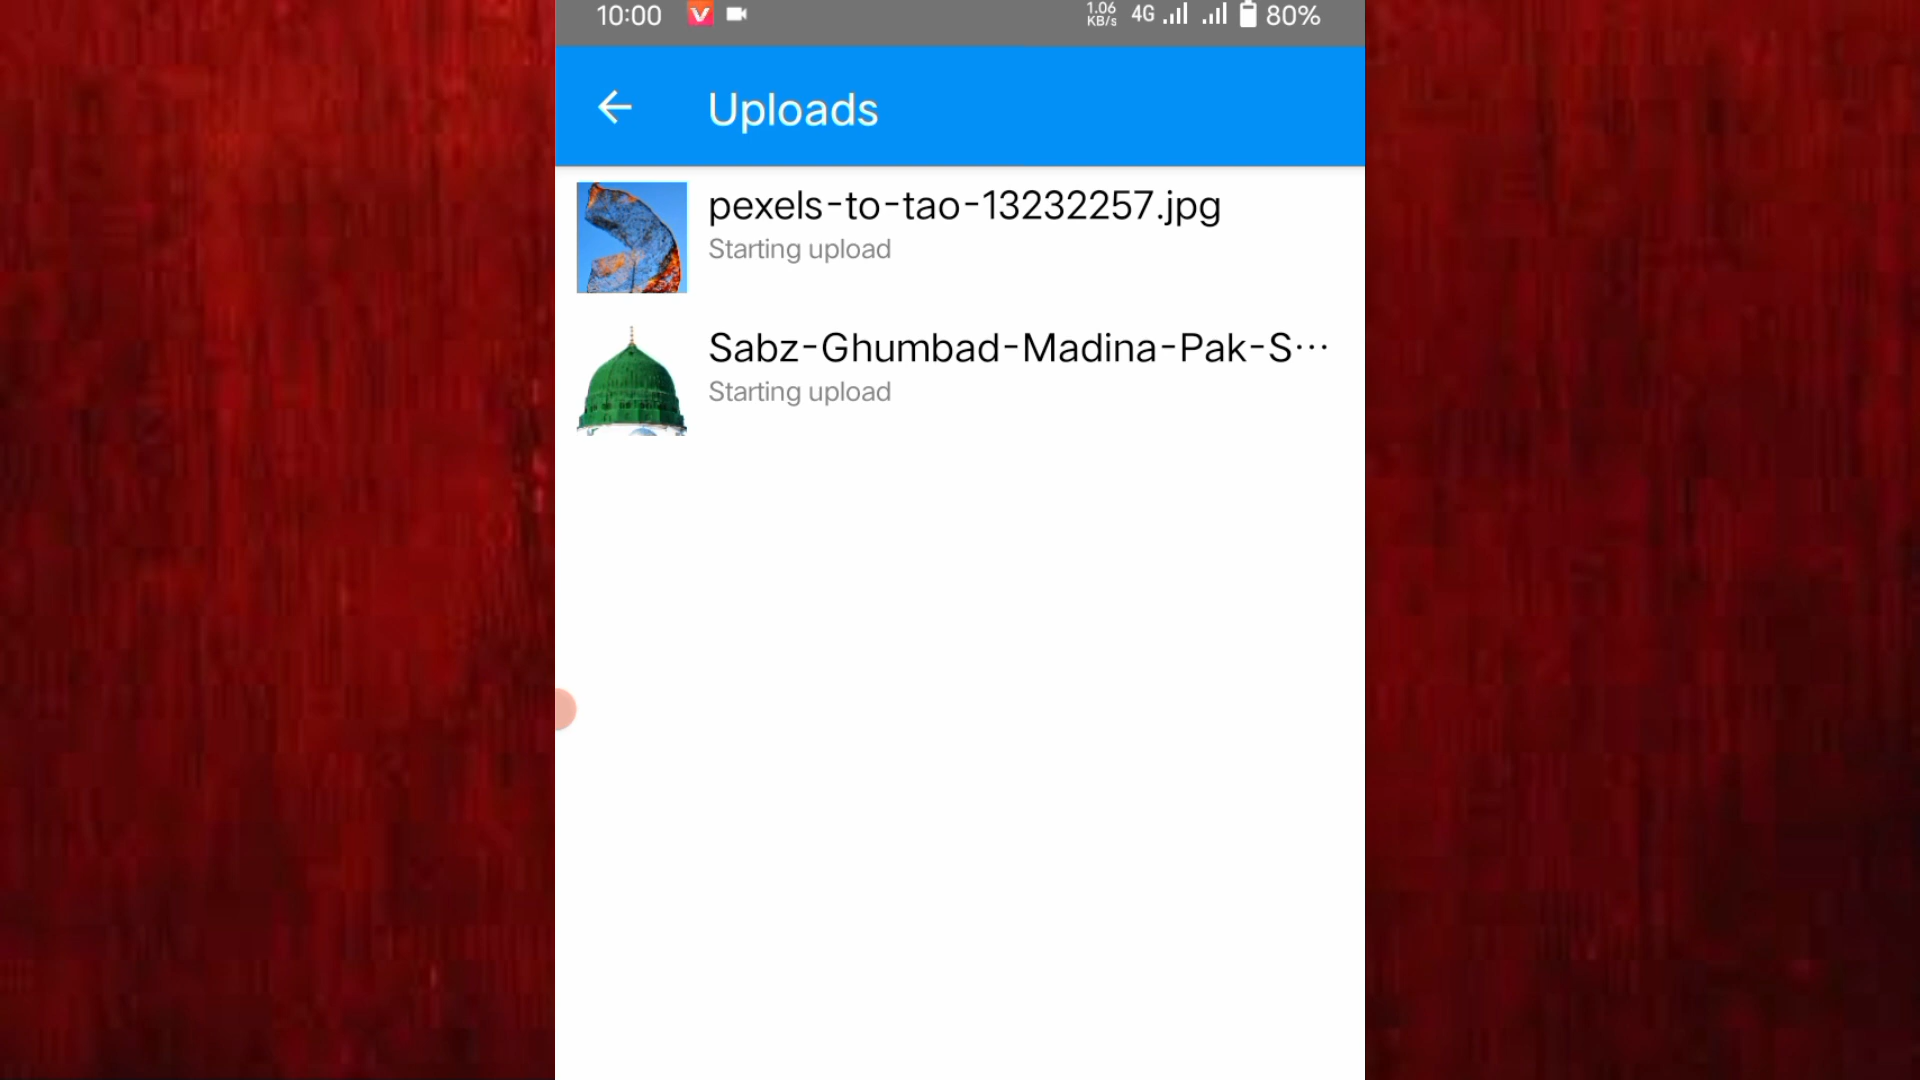 10:00 V 1.06 KB/s 4G 80%
Uploads
pexels-to-tao-13232257.jpg
Starting upload
Sabz-Ghumbad-Madina-Pak-S···
Starting upload